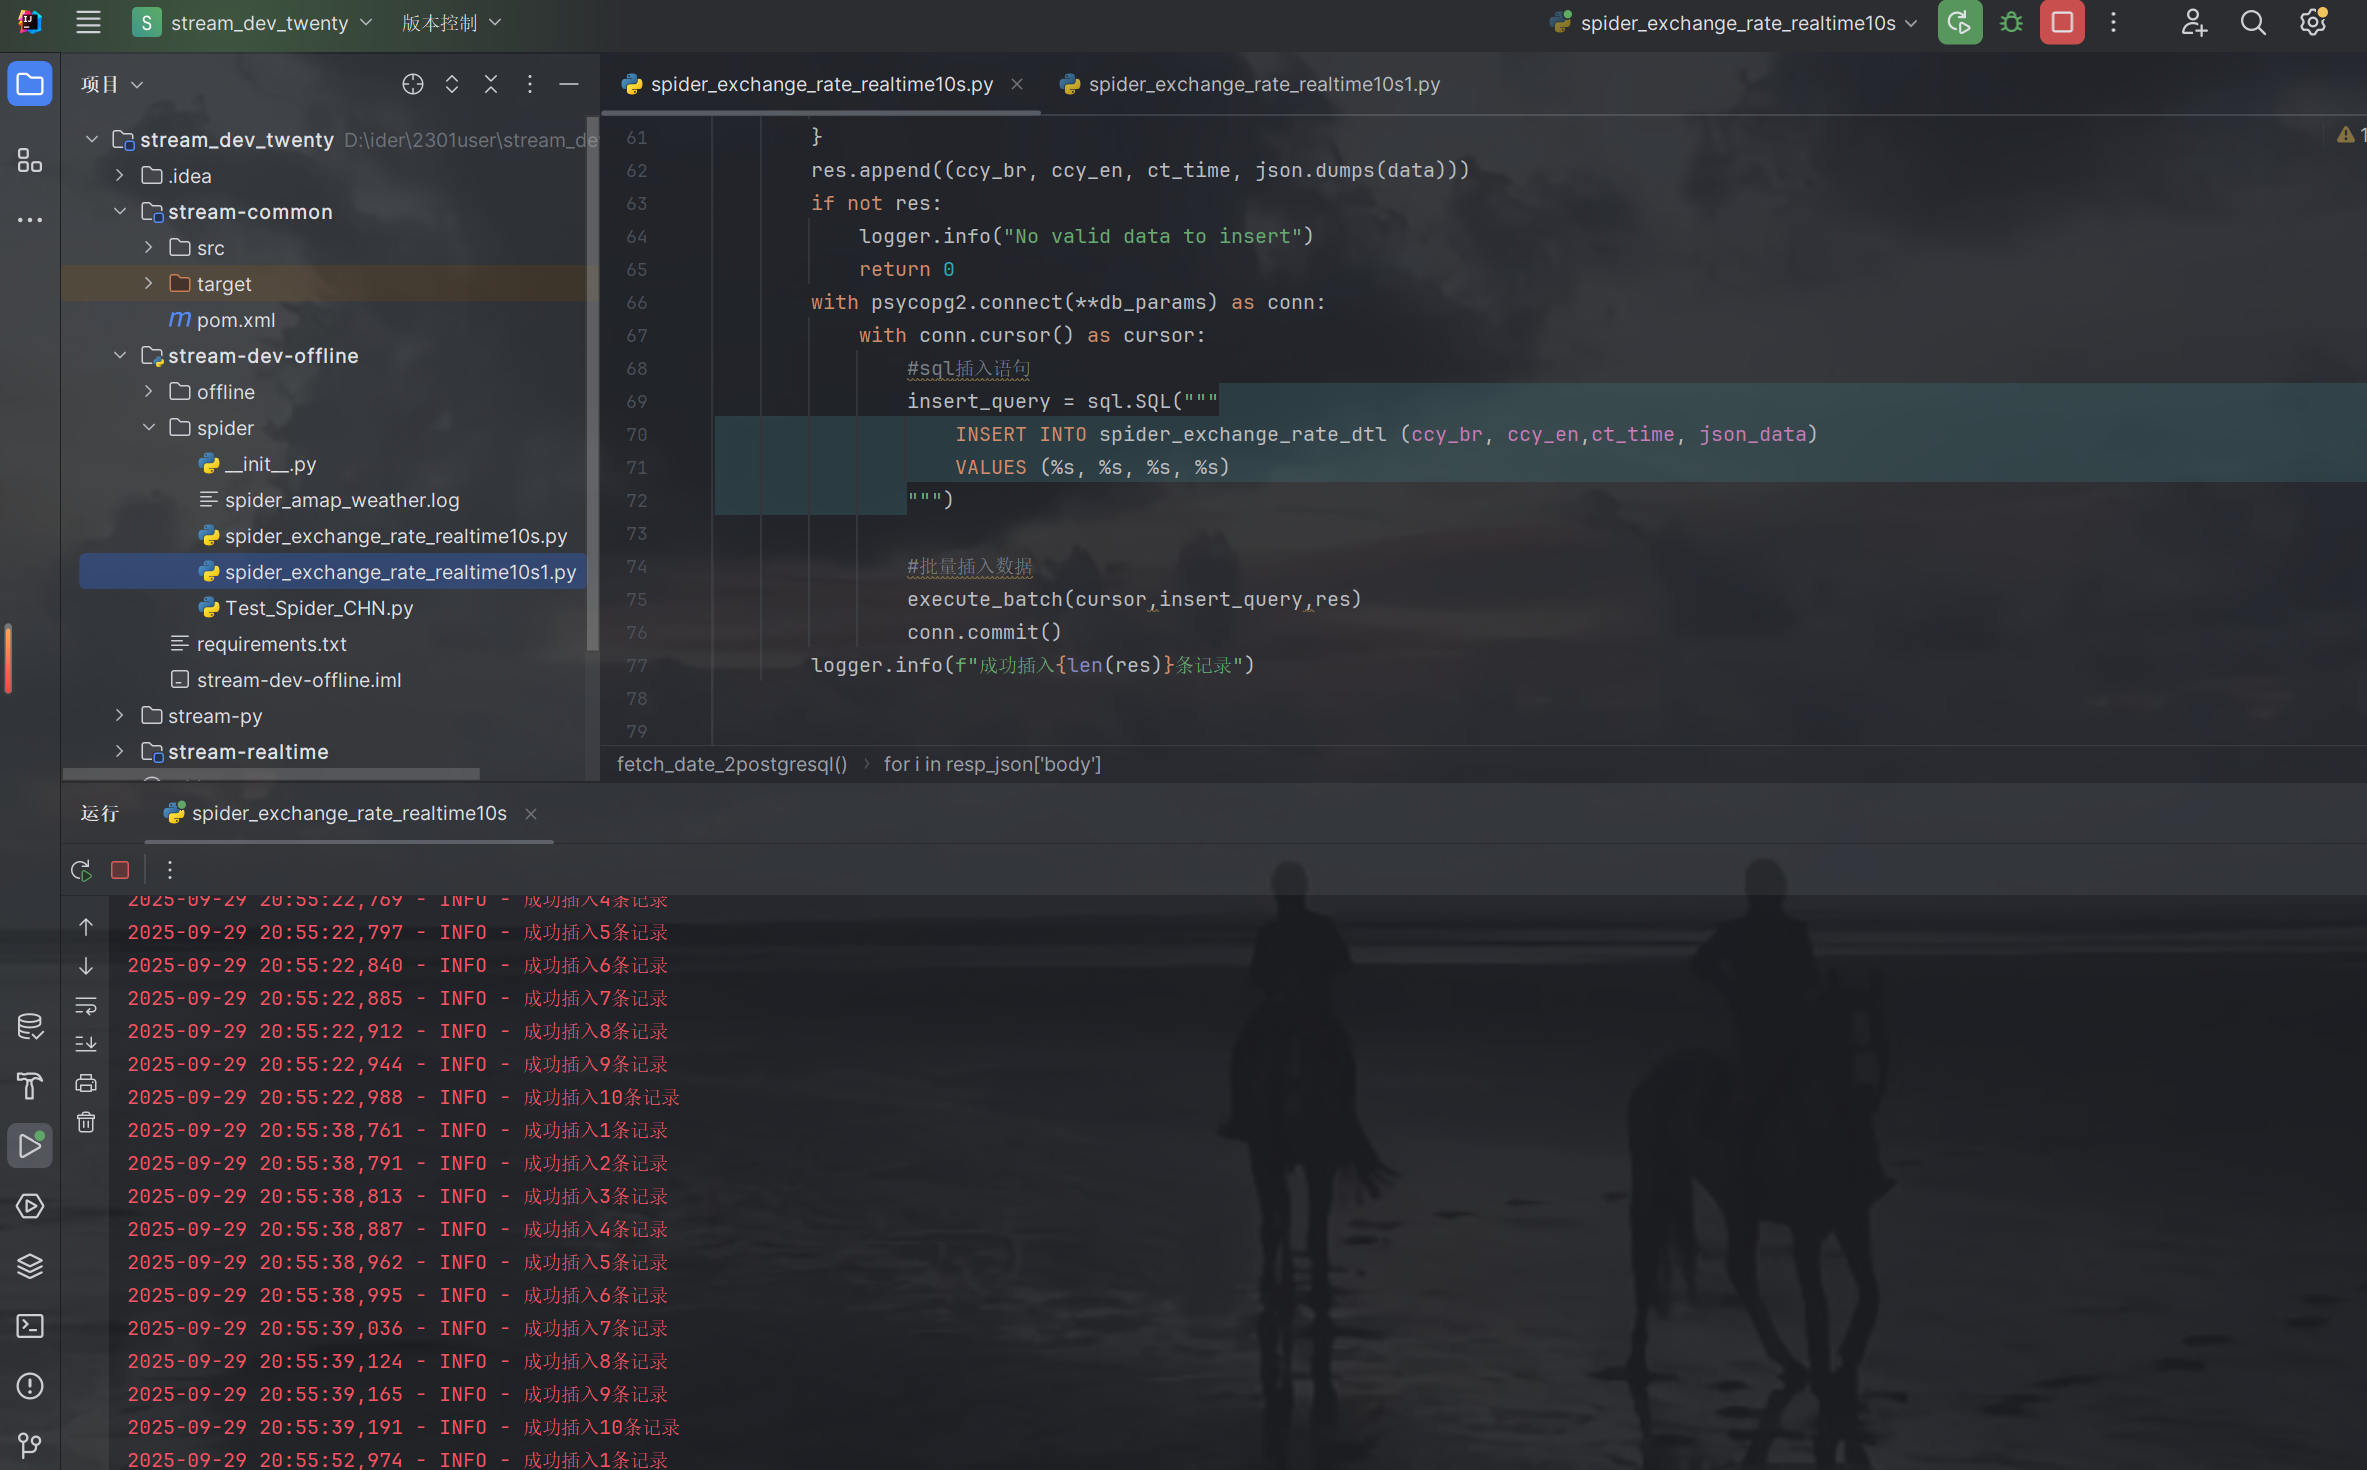 S stream_dev_twenty 版本控制 spider_exchange_rate_realtime10s
项目
spider_exchange_rate_realtime10s.py spider_exchange_rate_realtime10s1.py
stream_dev_twenty D:\ider\2301user\stream_de
.idea
stream-common
src
target
m pom.xml
stream-dev-offline
offline
spider
__init__.py
spider_amap_weather.log
spider_exchange_rate_realtime10s.py
spider_exchange_rate_realtime10s1.py
Test_Spider_CHN.py
requirements.txt
stream-dev-offline.iml
stream-py
stream-realtime
1
61 }
62 res.append((ccy_br, ccy_en, ct_time, json.dumps(data)))
63 if not res:
64 logger.info("No valid data to insert")
65 return 0
66 with psycopg2.connect(**db_params) as conn:
67 with conn.cursor() as cursor:
68 #sql插入语句
69 insert_query = sql.SQL("""
70 INSERT INTO spider_exchange_rate_dtl (ccy_br, ccy_en,ct_time, json_data)
71 VALUES (%s, %s, %s, %s)
72 """)
73
74 #批量插入数据
75 execute_batch(cursor,insert_query,res)
76 conn.commit()
77 logger.info(f"成功插入{len(res)}条记录")
78
79
fetch_date_2postgresql() for i in resp_json['body']
运行 spider_exchange_rate_realtime10s
2025-09-29 20:55:22,769 - INFO - 成功插入4条记录
2025-09-29 20:55:22,797 - INFO - 成功插入5条记录
2025-09-29 20:55:22,840 - INFO - 成功插入6条记录
2025-09-29 20:55:22,885 - INFO - 成功插入7条记录
2025-09-29 20:55:22,912 - INFO - 成功插入8条记录
2025-09-29 20:55:22,944 - INFO - 成功插入9条记录
2025-09-29 20:55:22,988 - INFO - 成功插入10条记录
2025-09-29 20:55:38,761 - INFO - 成功插入1条记录
2025-09-29 20:55:38,791 - INFO - 成功插入2条记录
2025-09-29 20:55:38,813 - INFO - 成功插入3条记录
2025-09-29 20:55:38,887 - INFO - 成功插入4条记录
2025-09-29 20:55:38,962 - INFO - 成功插入5条记录
2025-09-29 20:55:38,995 - INFO - 成功插入6条记录
2025-09-29 20:55:39,036 - INFO - 成功插入7条记录
2025-09-29 20:55:39,124 - INFO - 成功插入8条记录
2025-09-29 20:55:39,165 - INFO - 成功插入9条记录
2025-09-29 20:55:39,191 - INFO - 成功插入10条记录
2025-09-29 20:55:52,974 - INFO - 成功插入1条记录